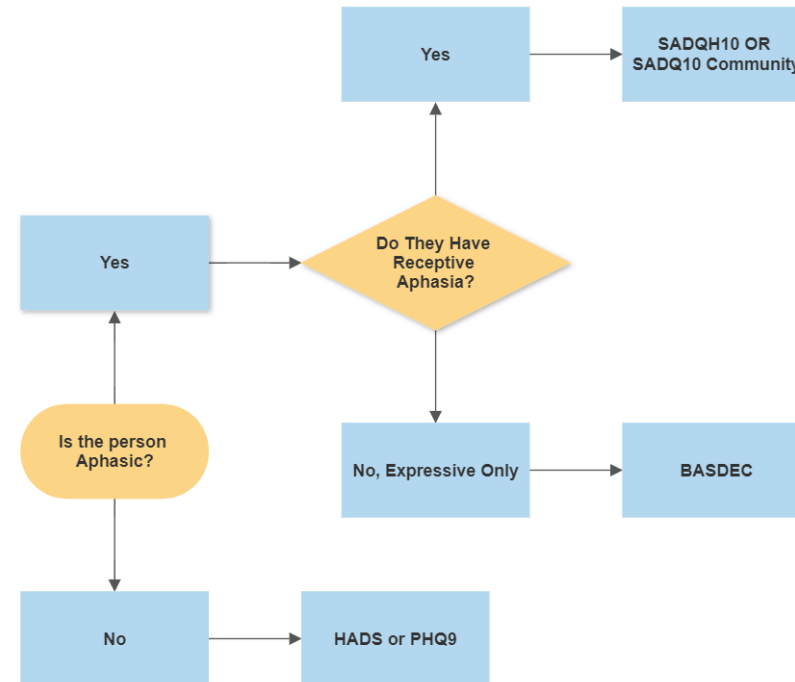 Yes
SADQH10 OR
SADQ10 Community
Do They Have
Receptive
Aphasia?
Yes
Is the person
Aphasic?
No, Expressive Only
BASDEC
No
HADS or PHQ9